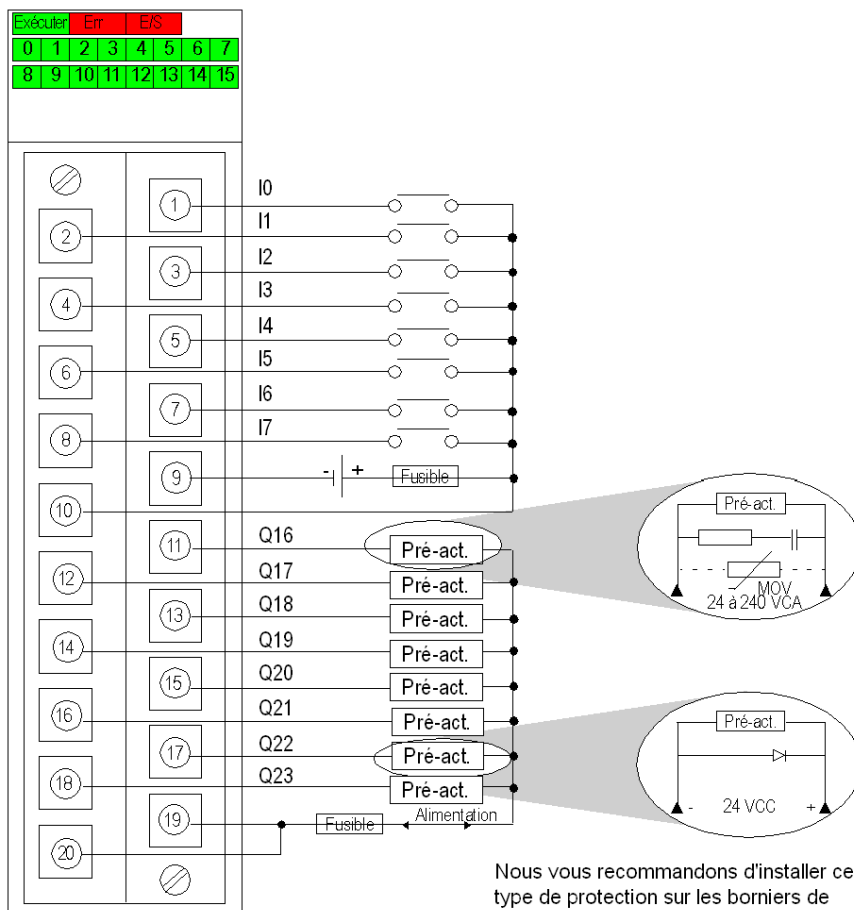 Exécuter Err E/S
0 1 2 3 4 5 6 7
8 9 10 11 12 13 14 15
1 I0
2 I1
3 I2
4 I3
5 I4
6 I5
7 I6
8 I7
9 - + Fusible
10
11 Q16 Pré-act.
12 Q17 Pré-act.
13 Q18 Pré-act.
14 Q19 Pré-act.
15 Q20 Pré-act.
16 Q21 Pré-act.
17 Q22 Pré-act.
18 Q23 Pré-act.
19 Fusible Alimentation
20
Pré-act.
MOV
24 à 240 VCA
Pré-act.
- 24 VCC +
Nous vous recommandons d'installer ce
type de protection sur les borniers de